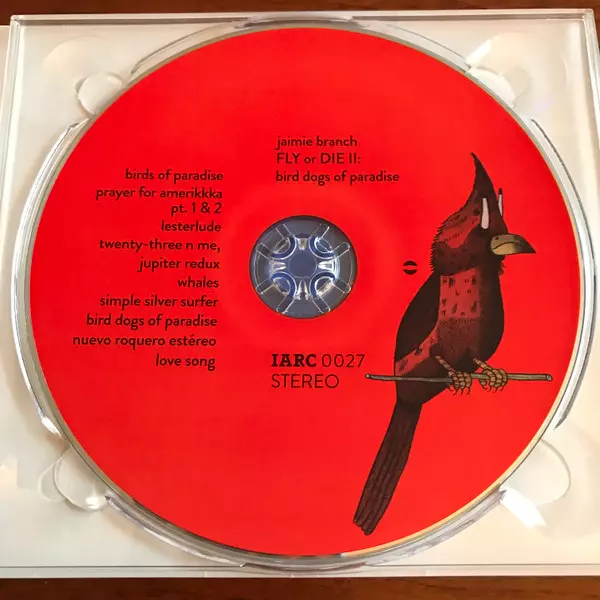 jaimie branch
FLY or DIE II:
bird dogs of paradise
birds of paradise
prayer for amerikkka
pt. 1 & 2
lesterlude
twenty-three n me,
jupiter redux
whales
simple silver surfer
bird dogs of paradise
nuevo roquero estéreo
love song
IARC 0027
STEREO